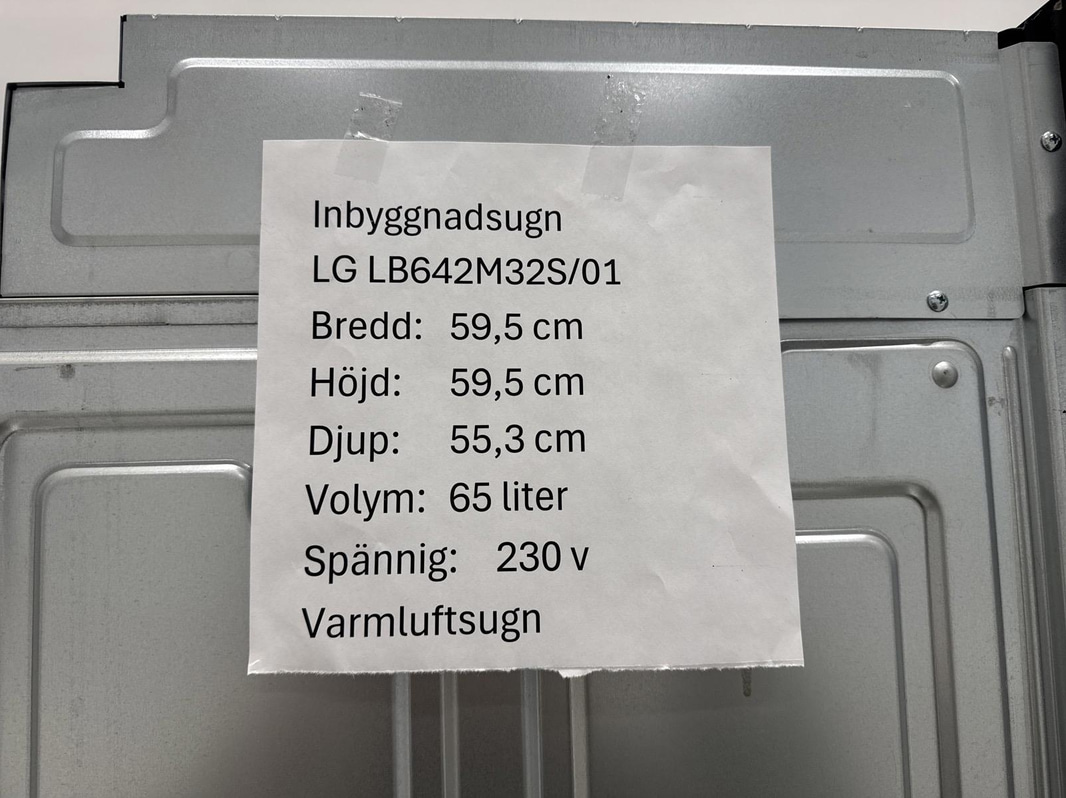 Inbyggnadsugn
LG LB642M32S/01
Bredd: 59,5 cm
Höjd: 59,5 cm
Djup: 55,3 cm
Volym: 65 liter
Spännig: 230 v
Varmluftsugn